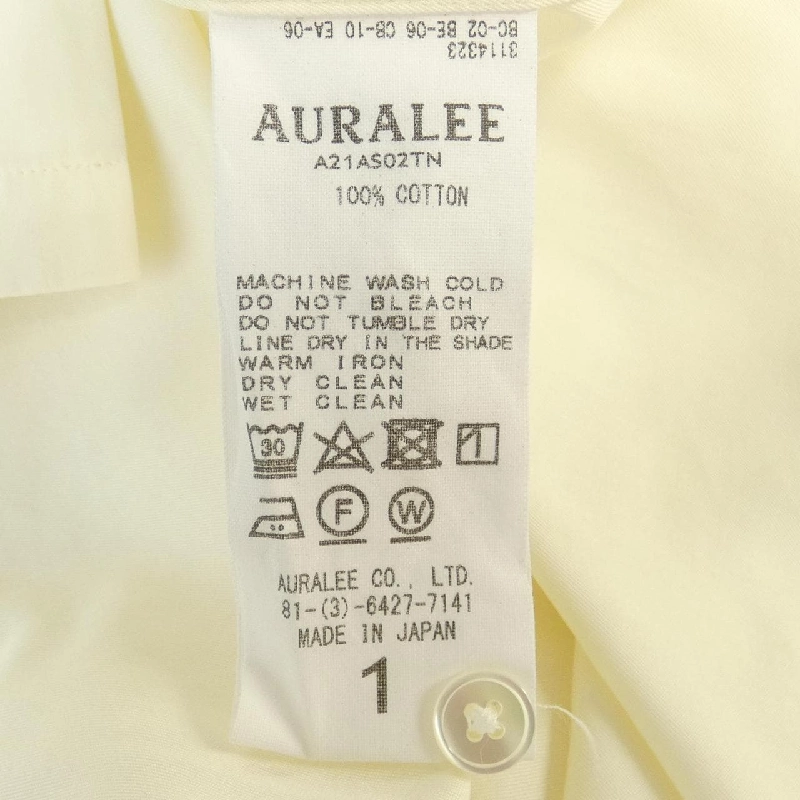 BC-02 BE-06 CB-10 EA-06
3114323
AURALEE
A21AS02TN
100% COTTON
MACHINE WASH COLD
DO NOT BLEACH
DO NOT TUMBLE DRY
LINE DRY IN THE SHADE
WARM IRON
DRY CLEAN
WET CLEAN
30
F W
AURALEE CO., LTD.
81-(3)-6427-7141
MADE IN JAPAN
1